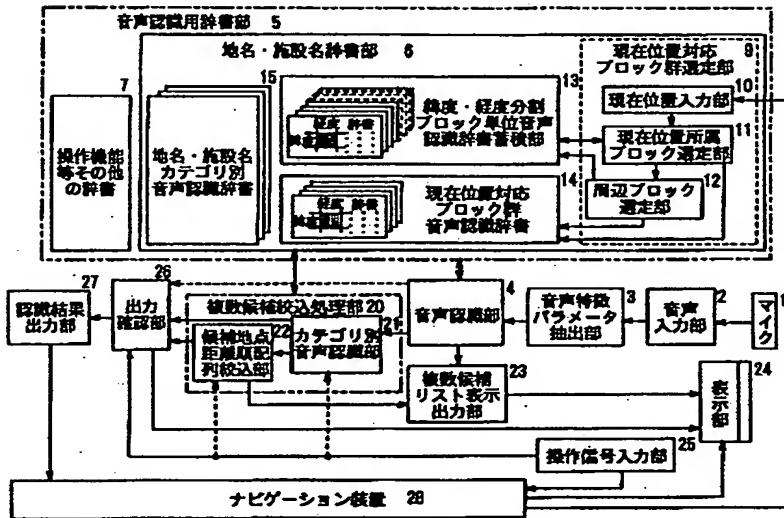 音声認識用辞書部 5
地名・施設名辞書部 6
7
操作機能
等その他
の辞書
15
地名・施設名
カテゴリ別
音声認識辞書
13
経度 辞書
緯度・経度分割
ブロック単位音声
認識辞書蓄積部
14
経度 辞書
現在位置対応
ブロック群
音声認識辞書
現在位置対応 9
ブロック群選定部
10
現在位置入力部
11
現在位置所属
ブロック選定部
12
周辺ブロック
選定部
27
認識結果
出力部
26
出力
確認部
複数候補絞込処理部 20
22
候補地点
距離順配
列絞込部
21
カテゴリ別
音声認識部
4
音声認識部
3
音声特徴
パラメータ
抽出部
2
音声
入力部
1
マイク
23
複数候補
リスト表示
出力部
24
表示部
25
操作信号入力部
ナビゲーション装置 28